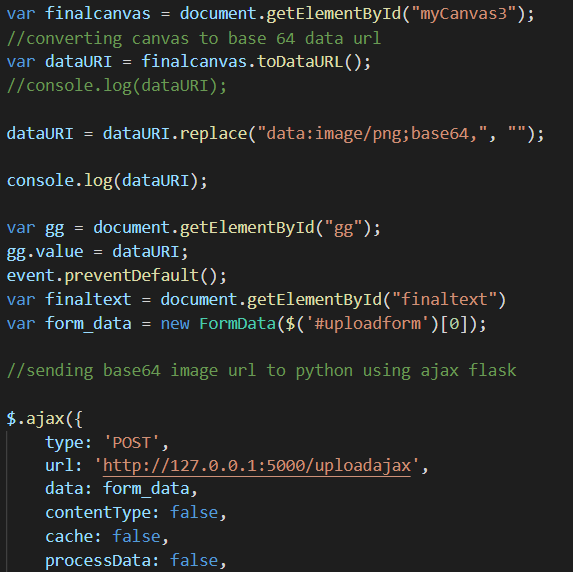 var finalcanvas = document.getElementById("myCanvas3");
//converting canvas to base 64 data url
var dataURI = finalcanvas.toDataURL();
//console.log(dataURI);
dataURI = dataURI.replace("data:image/png;base64,", "");
console.log(dataURI);
var gg = document.getElementById("gg");
gg.value = dataURI;
event.preventDefault();
var finaltext = document.getElementById("finaltext")
var form_data = new FormData($('#uploadform')[0]);
//sending base64 image url to python using ajax flask
$.ajax({
    type: 'POST',
    url: 'http://127.0.0.1:5000/uploadajax',
    data: form_data,
    contentType: false,
    cache: false,
    processData: false,